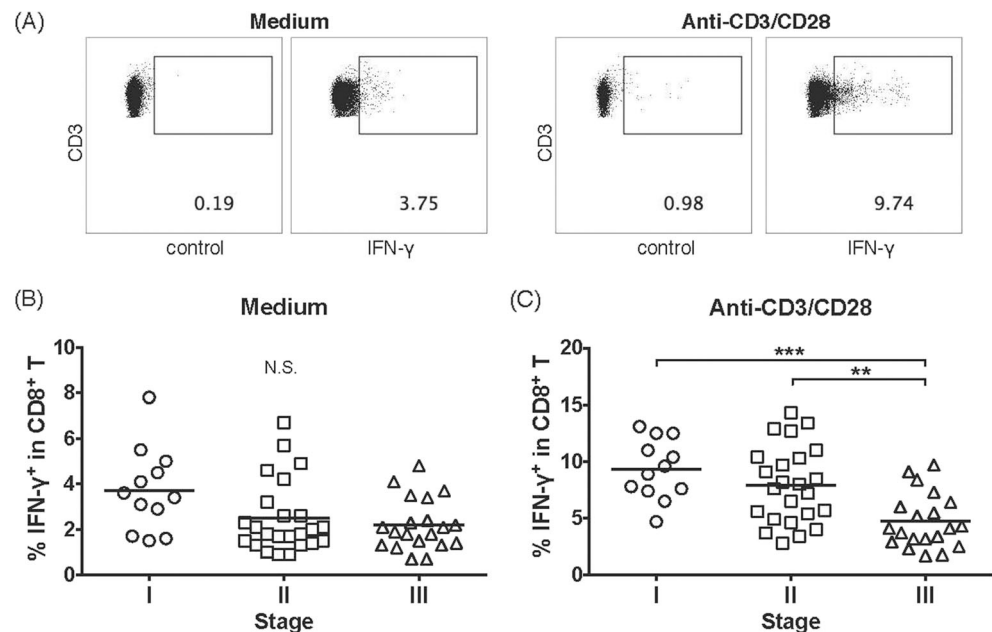 (A)
Medium
Anti-CD3/CD28
CD3
0.19
3.75
control
IFN-γ
CD3
0.98
9.74
control
IFN-γ
(B)
Medium
% IFN-γ⁺ in CD8⁺ T
10
8
6
4
2
0
N.S.
I
II
III
Stage
(C)
Anti-CD3/CD28
% IFN-γ⁺ in CD8⁺ T
20
15
10
5
0
***
**
I
II
III
Stage